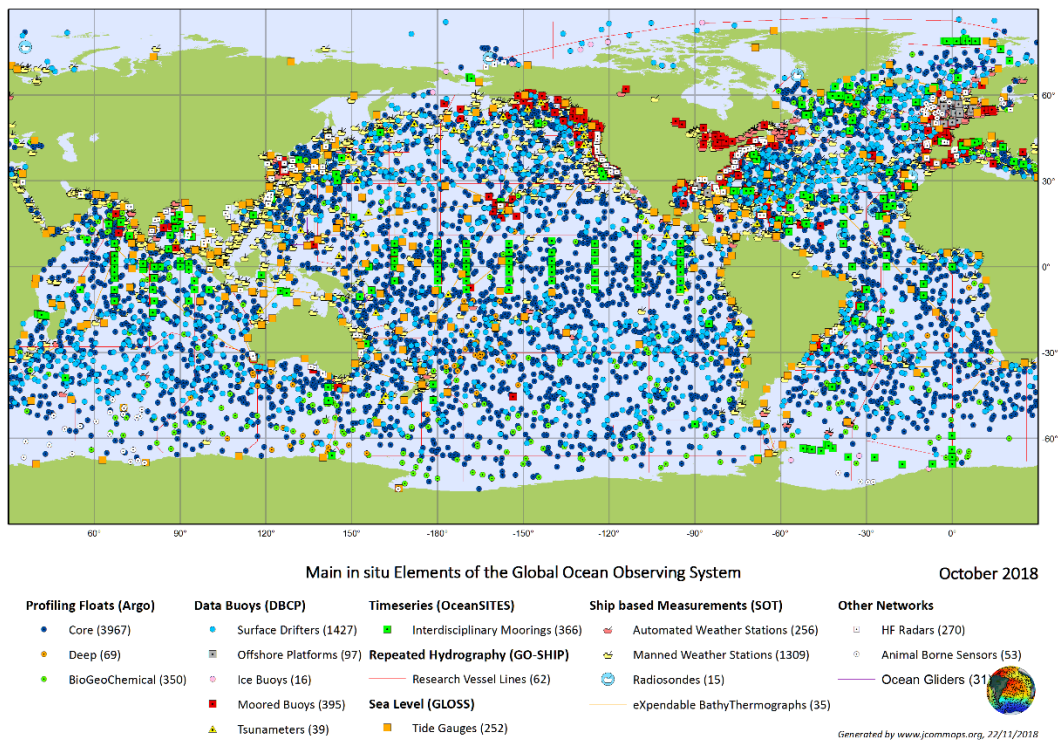 60°
30°
0°
-30°
-60°
60°
90°
120°
150°
-180°
-150°
-120°
-90°
-60°
-30°
0°
Main in situ Elements of the Global Ocean Observing System
October 2018
Profiling Floats (Argo)
Core (3967)
Deep (69)
BioGeoChemical (350)
Data Buoys (DBCP)
Surface Drifters (1427)
Offshore Platforms (97)
Ice Buoys (16)
Moored Buoys (395)
Tsunameters (39)
Timeseries (OceanSITES)
Interdisciplinary Moorings (366)
Repeated Hydrography (GO-SHIP)
Research Vessel Lines (62)
Sea Level (GLOSS)
Tide Gauges (252)
Ship based Measurements (SOT)
Automated Weather Stations (256)
Manned Weather Stations (1309)
Radiosondes (15)
eXpendable BathyThermographs (35)
Other Networks
HF Radars (270)
Animal Borne Sensors (53)
Ocean Gliders (31)
Generated by www.jcommops.org, 22/11/2018